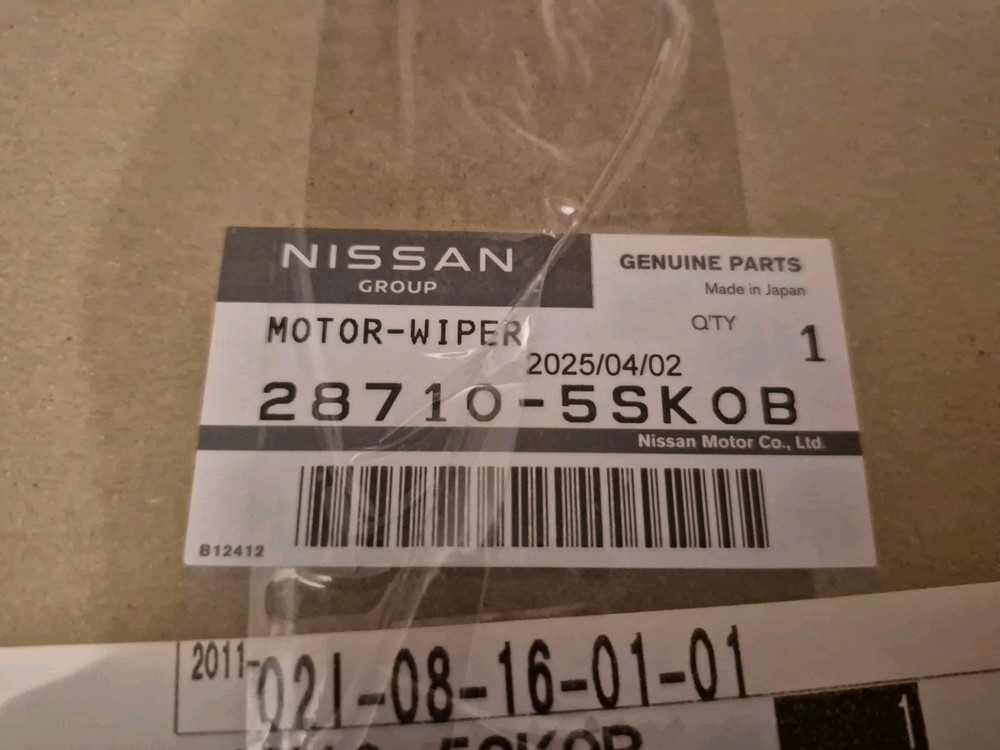 NISSAN
GROUP
GENUINE PARTS
Made in Japan
MOTOR-WIPER
Q'TY 1
2025/04/02
28710-5SK0B
Nissan Motor Co., Ltd.
B12412
2011-021-08-16-01-01
1